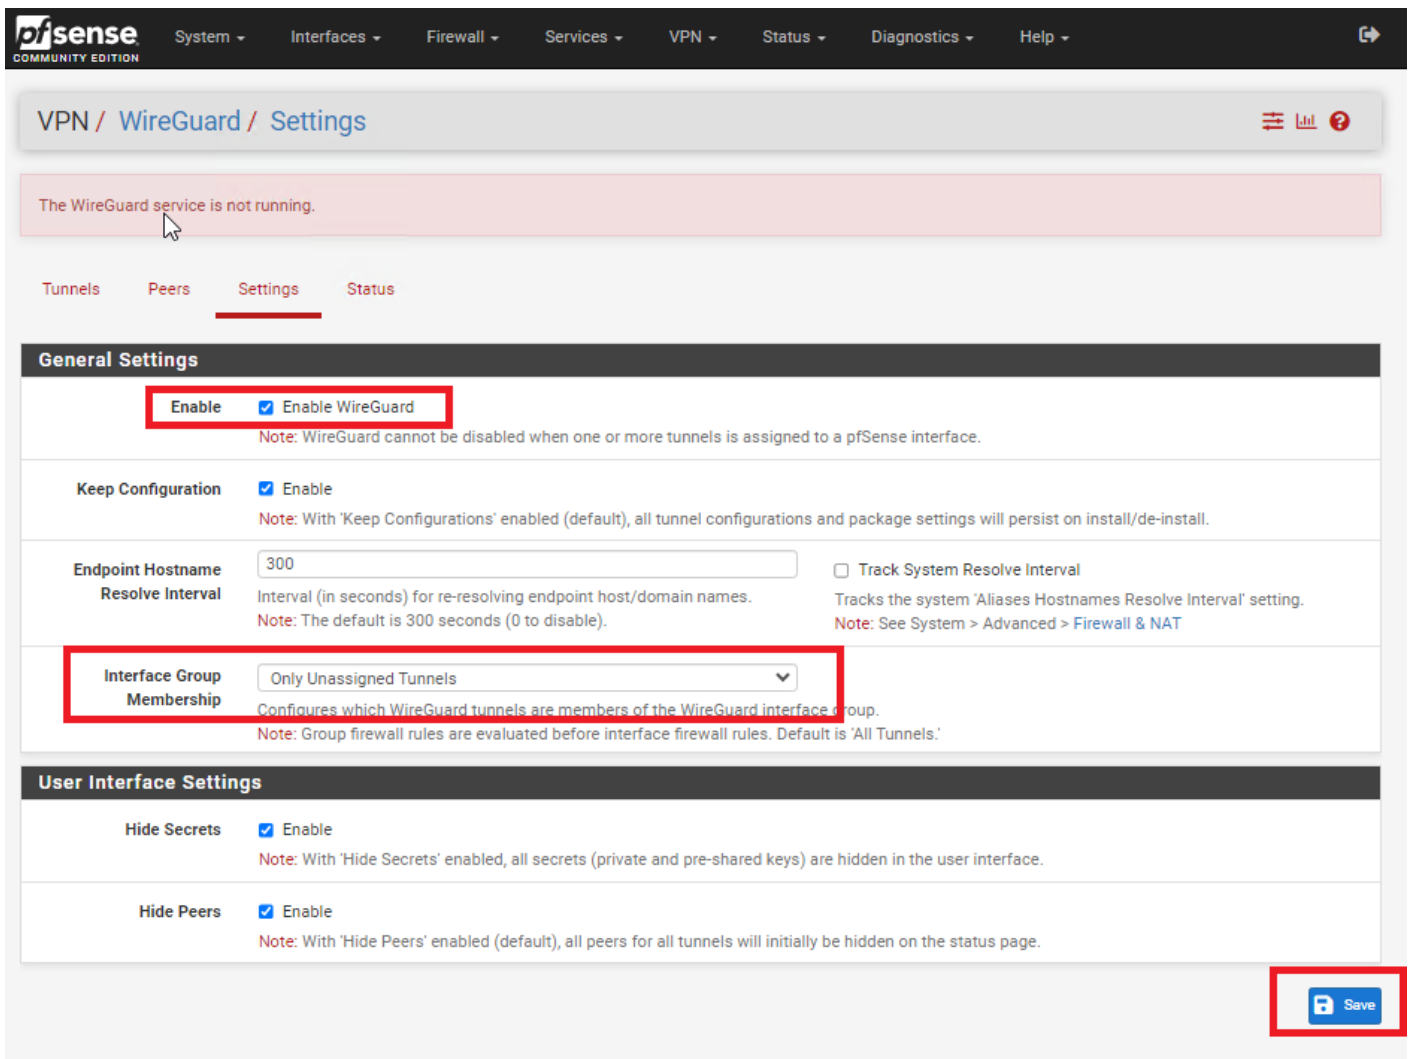 pfsense
COMMUNITY EDITION
System Interfaces Firewall Services VPN Status Diagnostics Help
VPN / WireGuard / Settings
The WireGuard service is not running.
Tunnels Peers Settings Status
General Settings
Enable Enable WireGuard
Note: WireGuard cannot be disabled when one or more tunnels is assigned to a pfSense interface.
Keep Configuration Enable
Note: With 'Keep Configurations' enabled (default), all tunnel configurations and package settings will persist on install/de-install.
Endpoint Hostname
Resolve Interval
300
Interval (in seconds) for re-resolving endpoint host/domain names.
Note: The default is 300 seconds (0 to disable).
Track System Resolve Interval
Tracks the system 'Aliases Hostnames Resolve Interval' setting.
Note: See System > Advanced > Firewall & NAT
Interface Group
Membership
Only Unassigned Tunnels
Configures which WireGuard tunnels are members of the WireGuard interface group.
Note: Group firewall rules are evaluated before interface firewall rules. Default is 'All Tunnels.'
User Interface Settings
Hide Secrets Enable
Note: With 'Hide Secrets' enabled, all secrets (private and pre-shared keys) are hidden in the user interface.
Hide Peers Enable
Note: With 'Hide Peers' enabled (default), all peers for all tunnels will initially be hidden on the status page.
Save